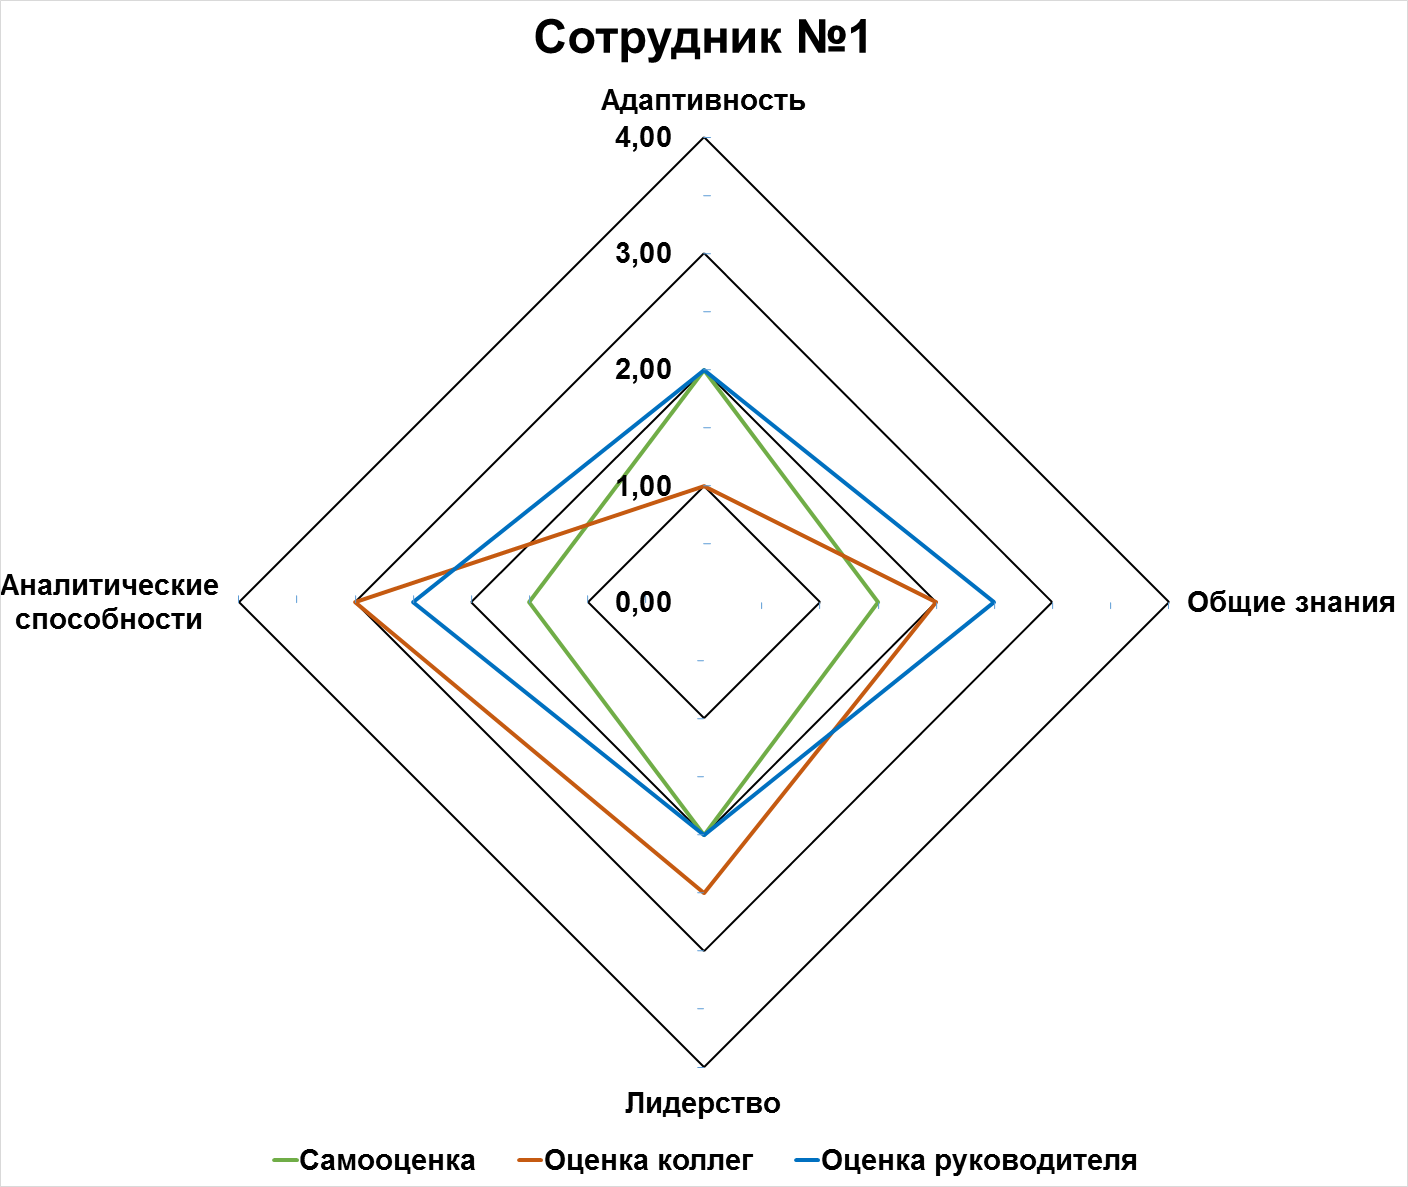 Сотрудник №1
Адаптивность
4,00
3,00
2,00
1,00
0,00
Аналитические
способности
Общие знания
Лидерство
Самооценка
Оценка коллег
Оценка руководителя